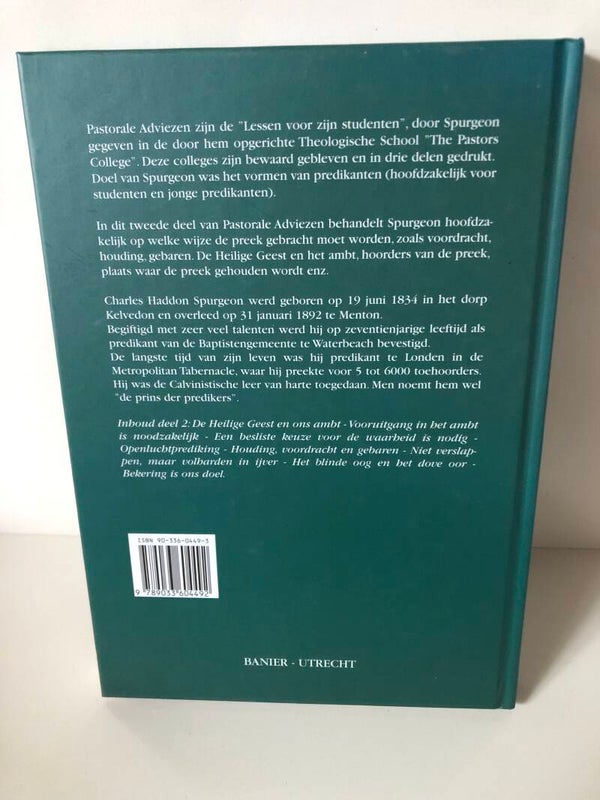 Pastorale Adviezen zijn de "Lessen voor zijn studenten", door Spurgeon
gegeven in de door hem opgerichte Theologische School "The Pastors
College". Deze colleges zijn bewaard gebleven en in drie delen gedrukt.
Doel van Spurgeon was het vormen van predikanten (hoofdzakelijk voor
studenten en jonge predikanten).
In dit tweede deel van Pastorale Adviezen behandelt Spurgeon hoofdza-
kelijk op welke wijze de preek gebracht moet worden, zoals voordracht,
houding, gebaren. De Heilige Geest en het ambt, hoorders van de preek,
plaats waar de preek gehouden wordt enz.
Charles Haddon Spurgeon werd geboren op 19 juni 1834 in het dorp
Kelvedon en overleed op 31 januari 1892 te Menton.
Begiftigd met zeer veel talenten werd hij op zeventienjarige leeftijd als
predikant van de Baptistengemeente te Waterbeach bevestigd.
De langste tijd van zijn leven was hij predikant te Londen in de
Metropolitan Tabernacle, waar hij preekte voor 5 tot 6000 toehoorders.
Hij was de Calvinistische leer van harte toegedaan. Men noemt hem wel
"de prins der predikers".
Inhoud deel 2: De Heilige Geest en ons ambt - Vooruitgang in het ambt
is noodzakelijk - Een besliste keuze voor de waarheid is nodig -
Openluchtprediking - Houding, voordracht en gebaren - Niet verslap-
pen, maar volharden in ijver - Het blinde oog en het dove oor -
Bekering is ons doel.
ISBN 90-336-0449-3
9 789033 604492
BANIER - UTRECHT